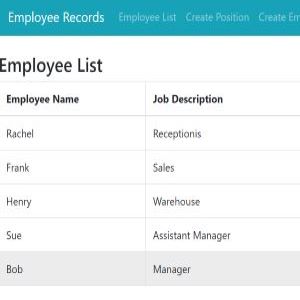 Employee Records Employee List Create Position Create Em
Employee List
Employee Name Job Description
Rachel Receptionis
Frank Sales
Henry Warehouse
Sue Assistant Manager
Bob Manager